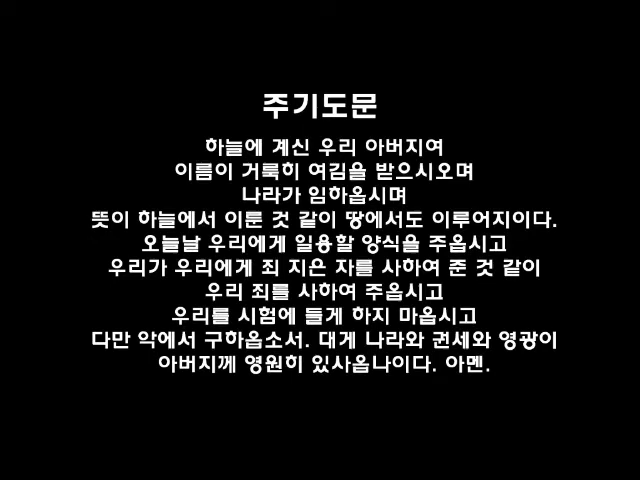 주기도문
하늘에 계신 우리 아버지여
이름이 거룩히 여김을 받으시오며
나라가 임하옵시며
뜻이 하늘에서 이룬 것 같이 땅에서도 이루어지이다.
오늘날 우리에게 일용할 양식을 주옵시고
우리가 우리에게 죄 지은 자를 사하여 준 것 같이
우리 죄를 사하여 주옵시고
우리를 시험에 들게 하지 마옵시고
다만 악에서 구하옵소서. 대게 나라와 권세와 영광이
아버지께 영원히 있사옵나이다. 아멘.